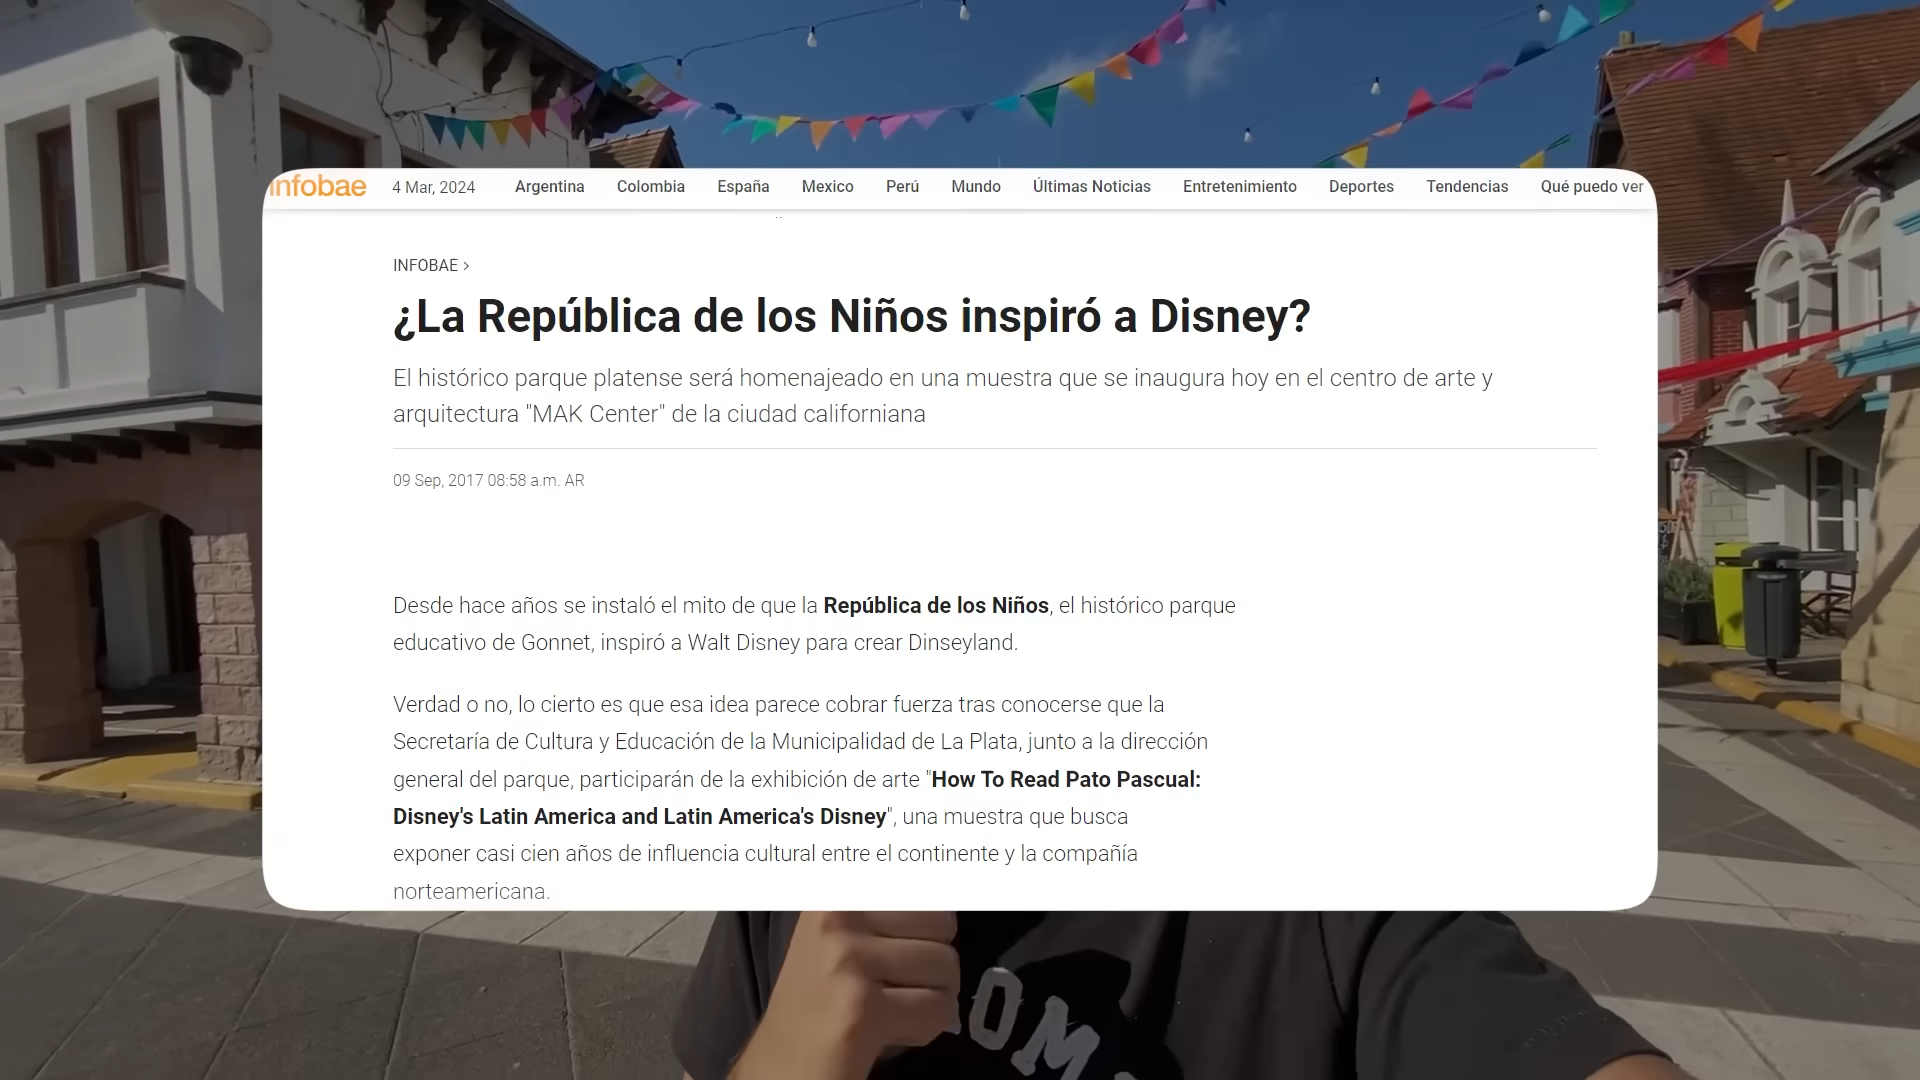 infobae 4 Mar, 2024 Argentina Colombia España Mexico Perú Mundo Últimas Noticias Entretenimiento Deportes Tendencias Qué puedo ver
INFOBAE >
¿La República de los Niños inspiró a Disney?
El histórico parque platense será homenajeado en una muestra que se inaugura hoy en el centro de arte y
arquitectura "MAK Center" de la ciudad californiana
09 Sep, 2017 08:58 a.m. AR
Desde hace años se instaló el mito de que la República de los Niños, el histórico parque
educativo de Gonnet, inspiró a Walt Disney para crear Dinseyland.
Verdad o no, lo cierto es que esa idea parece cobrar fuerza tras conocerse que la
Secretaría de Cultura y Educación de la Municipalidad de La Plata, junto a la dirección
general del parque, participarán de la exhibición de arte "How To Read Pato Pascual:
Disney's Latin America and Latin America's Disney", una muestra que busca
exponer casi cien años de influencia cultural entre el continente y la compañía
norteamericana.
OM